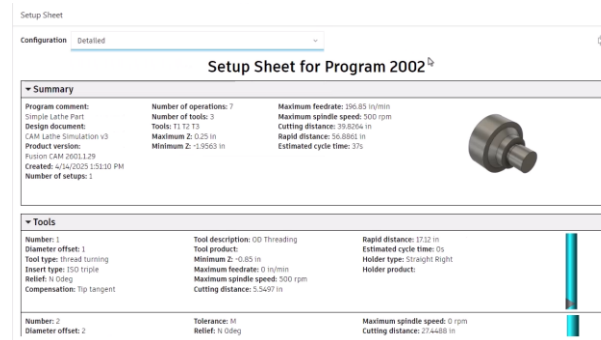 Setup Sheet
Configuration Detailed
Setup Sheet for Program 2002
Summary
Program comment:
Simple Lathe Part
Design document:
CAM Lathe Simulation v3
Product version:
Fusion CAM 2601.1.29
Created: 4/14/2025 1:51:10 PM
Number of setups: 1
Number of operations: 7
Number of tools: 3
Tools: T1 T2 T3
Maximum Z: 0.25 in
Minimum Z: -1.9563 in
Maximum feedrate: 196.85 in/min
Maximum spindle speed: 500 rpm
Cutting distance: 39.8264 in
Rapid distance: 56.8861 in
Estimated cycle time: 37s
Tools
Number: 1
Diameter offset: 1
Tool type: thread turning
Insert type: ISO triple
Relief: N 0deg
Compensation: Tip tangent
Tool description: OD Threading
Tool product:
Minimum Z: -0.85 in
Maximum feedrate: 0 in/min
Maximum spindle speed: 500 rpm
Cutting distance: 5.5497 in
Rapid distance: 17.12 in
Estimated cycle time: 0s
Holder type: Straight Right
Holder product:
Number: 2
Diameter offset: 2
Tolerance: M
Relief: N 0deg
Maximum spindle speed: 0 rpm
Cutting distance: 27.4488 in